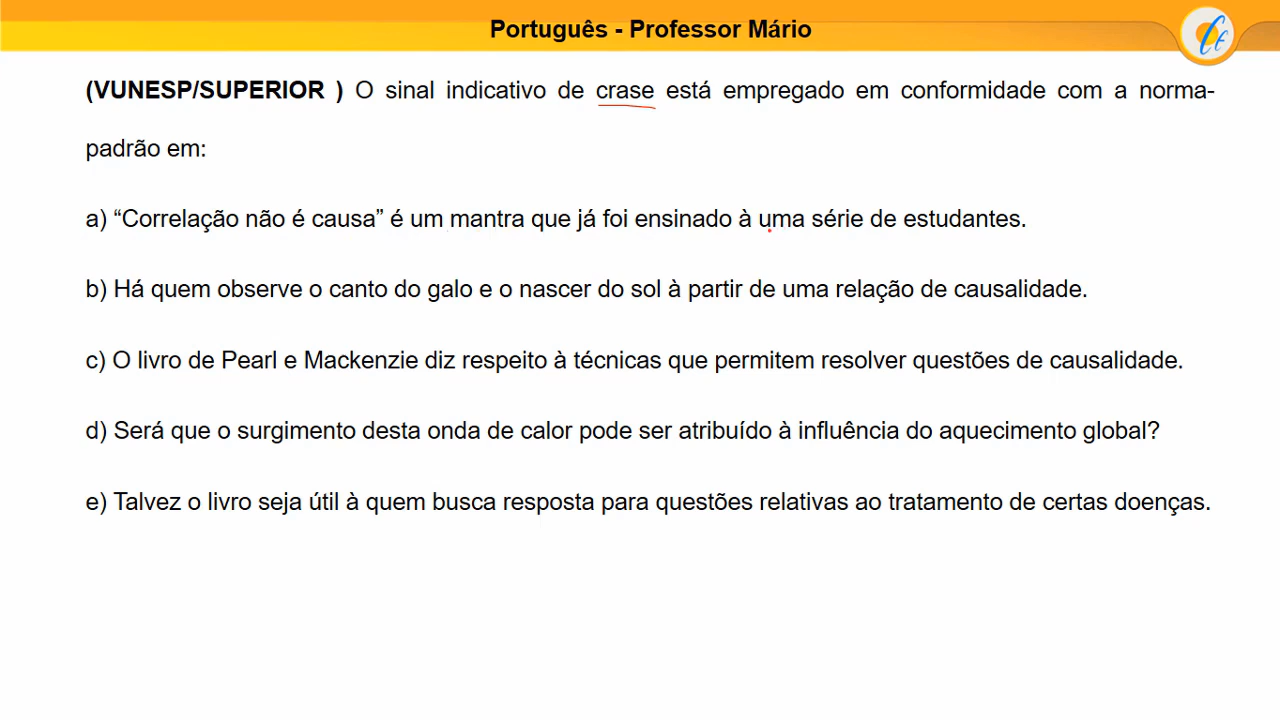 Português - Professor Mário
(VUNESP/SUPERIOR ) O sinal indicativo de crase está empregado em conformidade com a norma-
padrão em:
a) “Correlação não é causa” é um mantra que já foi ensinado à uma série de estudantes.
b) Há quem observe o canto do galo e o nascer do sol à partir de uma relação de causalidade.
c) O livro de Pearl e Mackenzie diz respeito à técnicas que permitem resolver questões de causalidade.
d) Será que o surgimento desta onda de calor pode ser atribuído à influência do aquecimento global?
e) Talvez o livro seja útil à quem busca resposta para questões relativas ao tratamento de certas doenças.